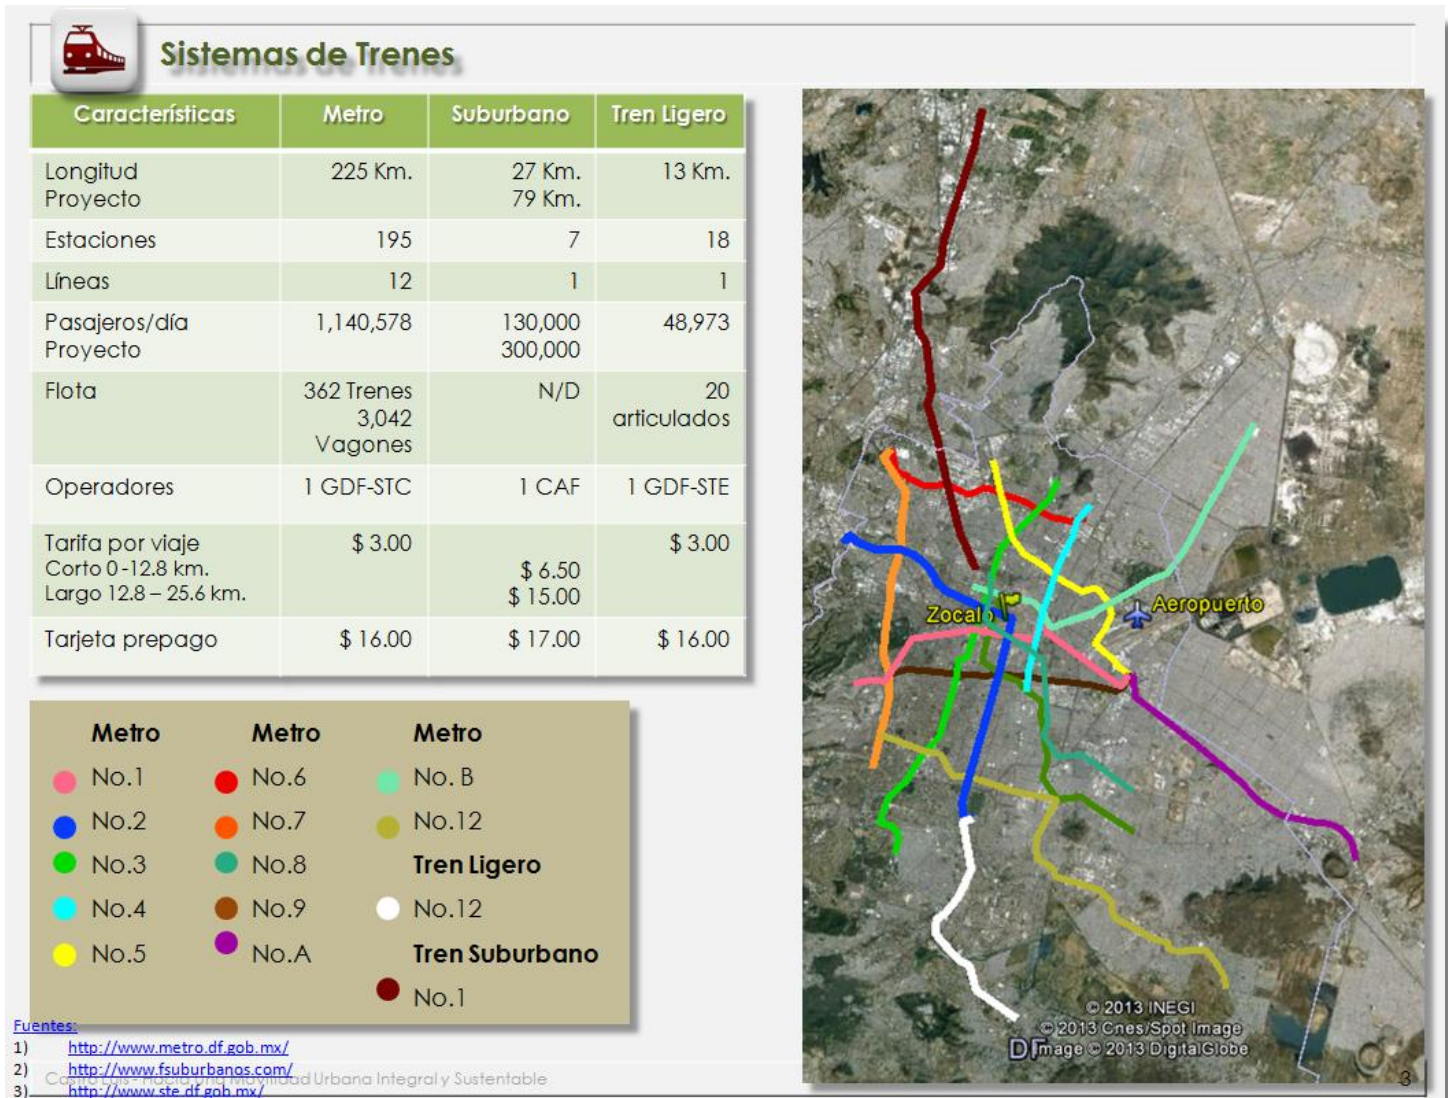 Sistemas de Trenes
Características Metro Suburbano Tren Ligero
Longitud 225 Km. 27 Km. 13 Km.
Proyecto 79 Km.
Estaciones 195 7 18
Líneas 12 1 1
Pasajeros/día 1,140,578 130,000 48,973
Proyecto 300,000
Flota 362 Trenes N/D 20
3,042 articulados
Vagones
Operadores 1 GDF-STC 1 CAF 1 GDF-STE
Tarifa por viaje $ 3.00 $ 3.00
Corto 0-12.8 km. $ 6.50
Largo 12.8 – 25.6 km. $ 15.00
Tarjeta prepago $ 16.00 $ 17.00 $ 16.00
Metro Metro Metro
No.1 No.6 No. B
No.2 No.7 No.12
No.3 No.8 Tren Ligero
No.4 No.9 No.12
No.5 No.A Tren Suburbano
No.1
Zocalo
Aeropuerto
© 2013 INEGI
© 2013 Cnes/Spot Image
DF Image © 2013 DigitalGlobe
Fuentes:
1) http://www.metro.df.gob.mx/
2) http://www.fsuburbanos.com/
3) http://www.ste.df.gob.mx/
Castro Luis - Hacia una Movilidad Urbana Integral y Sustentable
3